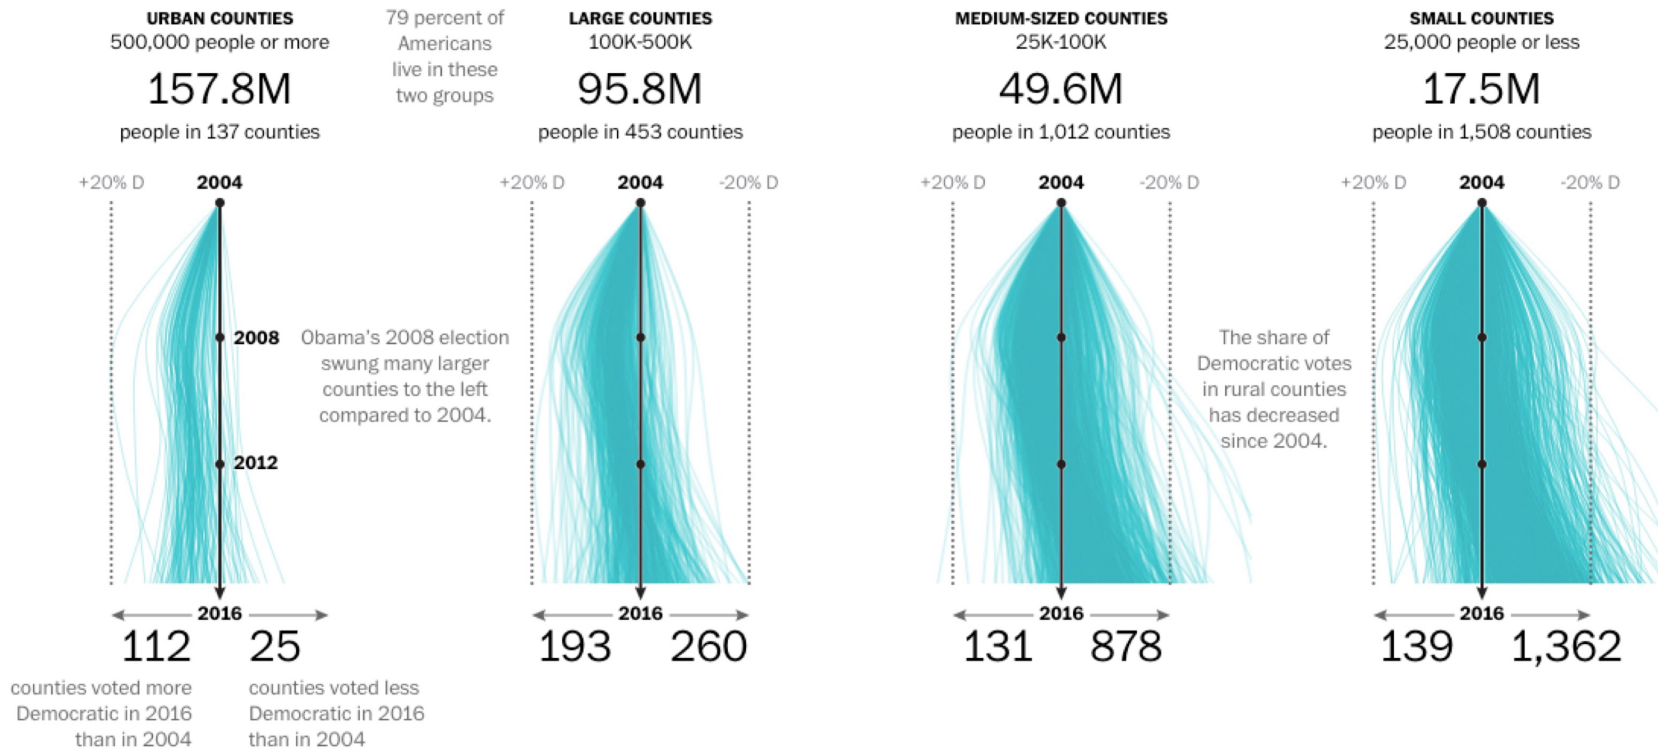 URBAN COUNTIES
500,000 people or more
157.8M
people in 137 counties
79 percent of
Americans
live in these
two groups
LARGE COUNTIES
100K-500K
95.8M
people in 453 counties
MEDIUM-SIZED COUNTIES
25K-100K
49.6M
people in 1,012 counties
SMALL COUNTIES
25,000 people or less
17.5M
people in 1,508 counties
+20% D
2004
+20% D
2004
-20% D
+20% D
2004
-20% D
+20% D
2004
-20% D
2008
2012
Obama's 2008 election
swung many larger
counties to the left
compared to 2004.
The share of
Democratic votes
in rural counties
has decreased
since 2004.
2016
112
25
counties voted more
Democratic in 2016
than in 2004
counties voted less
Democratic in 2016
than in 2004
2016
193
260
2016
131
878
2016
139
1,362